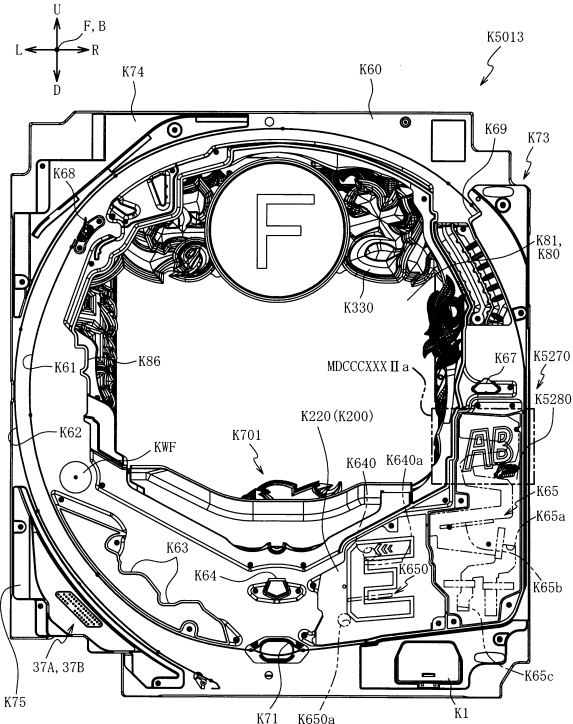 U
F,B
L
R
D
K5013
K74
K60
K69
K73
K68
F
K81,
K80
K330
K61
K86
K67
K5270
MDCCCXXXⅡa
K5280
K62
K220(K200)
KWF
K701
AB
K640
K640a
K65
K65a
K63
K64
E
K650
K65b
37A,37B
K75
K71
K650a
K1
K65c